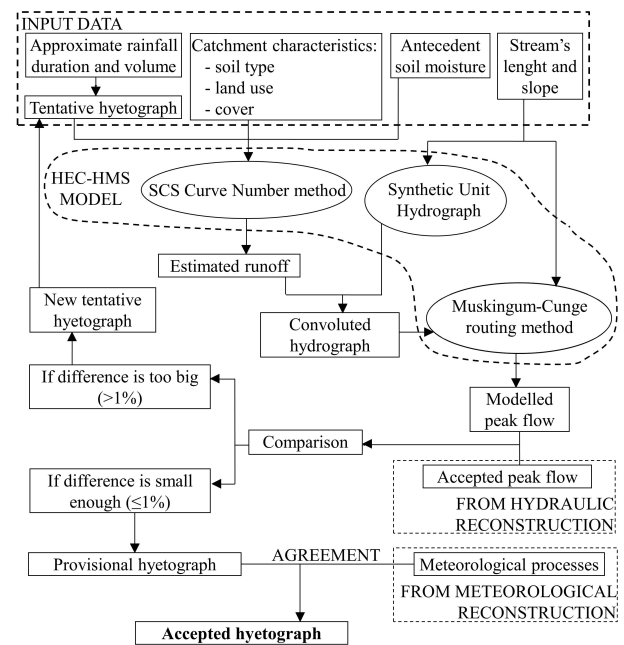 INPUT DATA
Approximate rainfall
duration and volume
Tentative hyetograph
Catchment characteristics:
- soil type
- land use
- cover
Antecedent
soil moisture
Stream's
lenght and
slope
HEC-HMS
MODEL
SCS Curve Number method
Synthetic Unit
Hydrograph
Estimated runoff
New tentative
hyetograph
Convoluted
hydrograph
Muskingum-Cunge
routing method
If difference is too big
(>1%)
Modelled
peak flow
Comparison
If difference is small
enough (≤1%)
Accepted peak flow
FROM HYDRAULIC
RECONSTRUCTION
Provisional hyetograph
AGREEMENT
Meteorological processes
FROM METEOROLOGICAL
RECONSTRUCTION
Accepted hyetograph